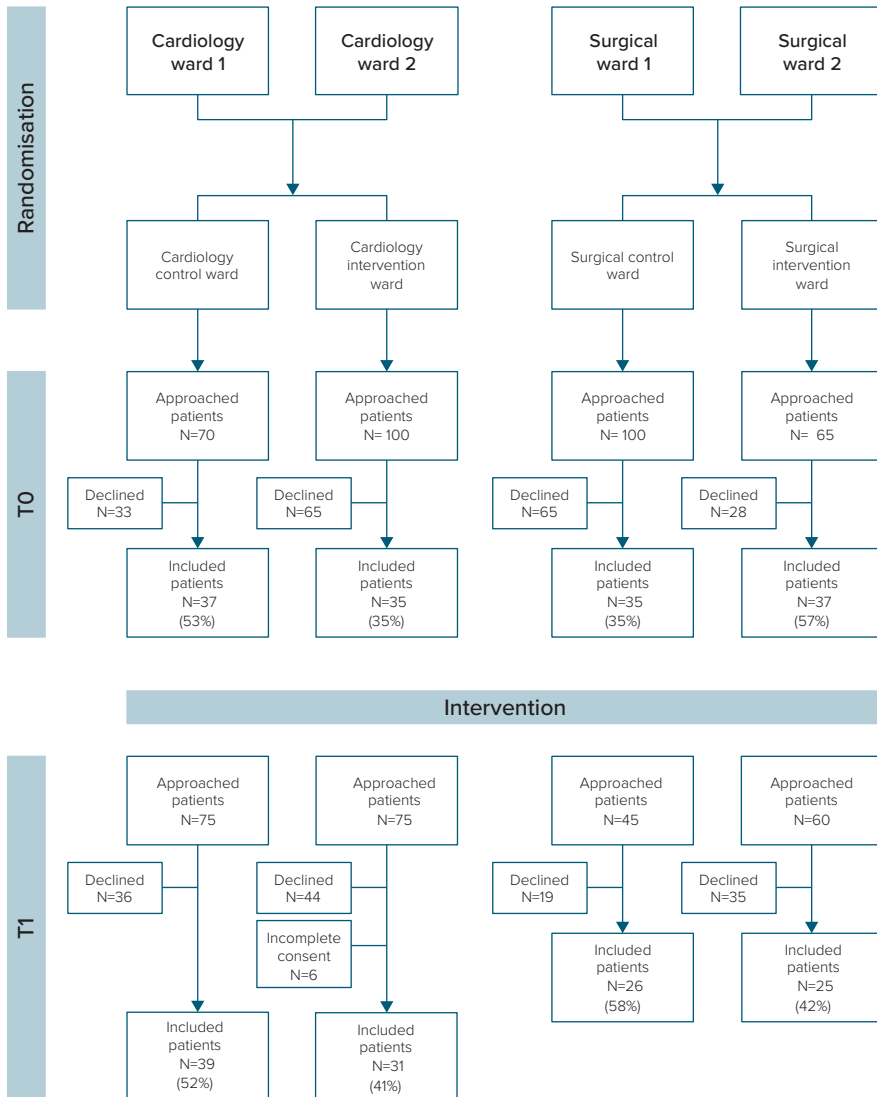 Randomisation
Cardiology
ward 1
Cardiology
ward 2
Surgical
ward 1
Surgical
ward 2
Cardiology
control ward
Cardiology
intervention
ward
Surgical control
ward
Surgical
intervention
ward
T0
Approached
patients
N=70
Approached
patients
N= 100
Approached
patients
N= 100
Approached
patients
N= 65
Declined
N=33
Declined
N=65
Declined
N=65
Declined
N=28
Included
patients
N=37
(53%)
Included
patients
N=35
(35%)
Included
patients
N=35
(35%)
Included
patients
N=37
(57%)
Intervention
T1
Approached
patients
N=75
Approached
patients
N=75
Approached
patients
N=45
Approached
patients
N=60
Declined
N=36
Declined
N=44
Declined
N=19
Declined
N=35
Incomplete
consent
N=6
Included
patients
N=26
(58%)
Included
patients
N=25
(42%)
Included
patients
N=39
(52%)
Included
patients
N=31
(41%)